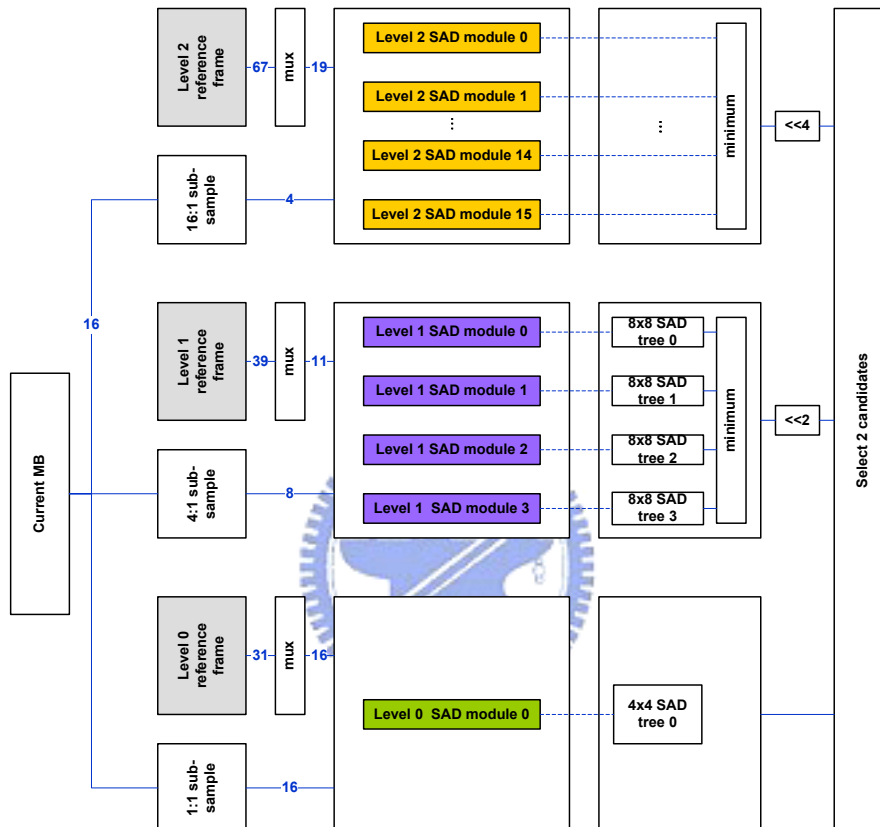 Level 2
reference
frame
67
mux
19
Level 2 SAD module 0
Level 2 SAD module 1
...
Level 2 SAD module 14
Level 2 SAD module 15
...
minimum
<<4
16:1 sub-
sample
4
16
Level 1
reference
frame
39
mux
11
Level 1 SAD module 0
Level 1 SAD module 1
Level 1 SAD module 2
Level 1 SAD module 3
8x8 SAD
tree 0
8x8 SAD
tree 1
8x8 SAD
tree 2
8x8 SAD
tree 3
minimum
<<2
Select 2 candidates
Current MB
4:1 sub-
sample
8
Level 0
reference
frame
31
mux
16
Level 0 SAD module 0
4x4 SAD
tree 0
1:1 sub-
sample
16